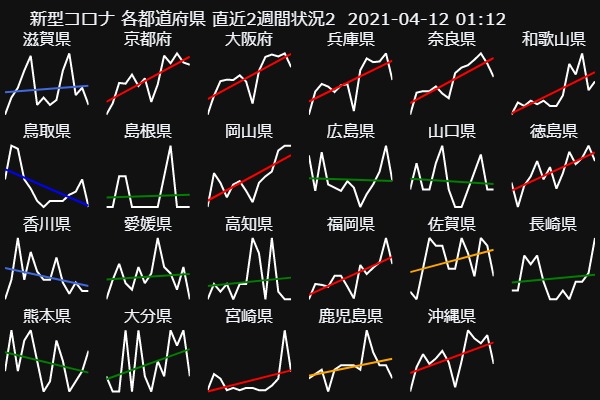 新型コロナ 各都道府県 直近2週間状況2 2021-04-12 01:12
滋賀県 京都府 大阪府 兵庫県 奈良県 和歌山県
鳥取県 島根県 岡山県 広島県 山口県 徳島県
香川県 愛媛県 高知県 福岡県 佐賀県 長崎県
熊本県 大分県 宮崎県 鹿児島県 沖縄県